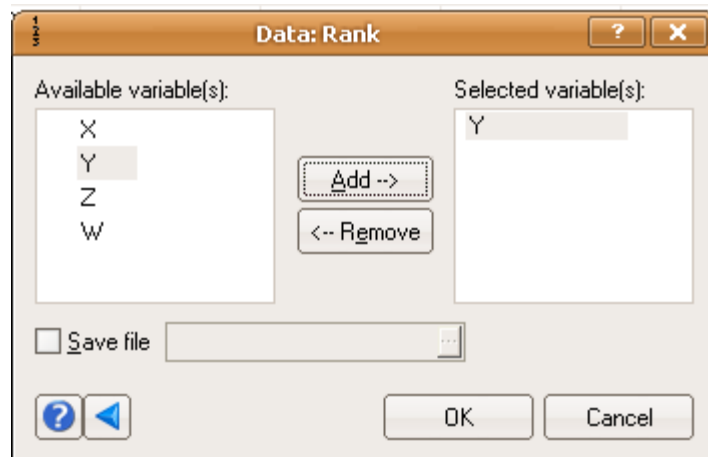 Data: Rank
?
Available variable(s):
Selected variable(s):
X
Y
Z
W
Y
Add -->
<-- Remove
Save file
...
?
OK
Cancel